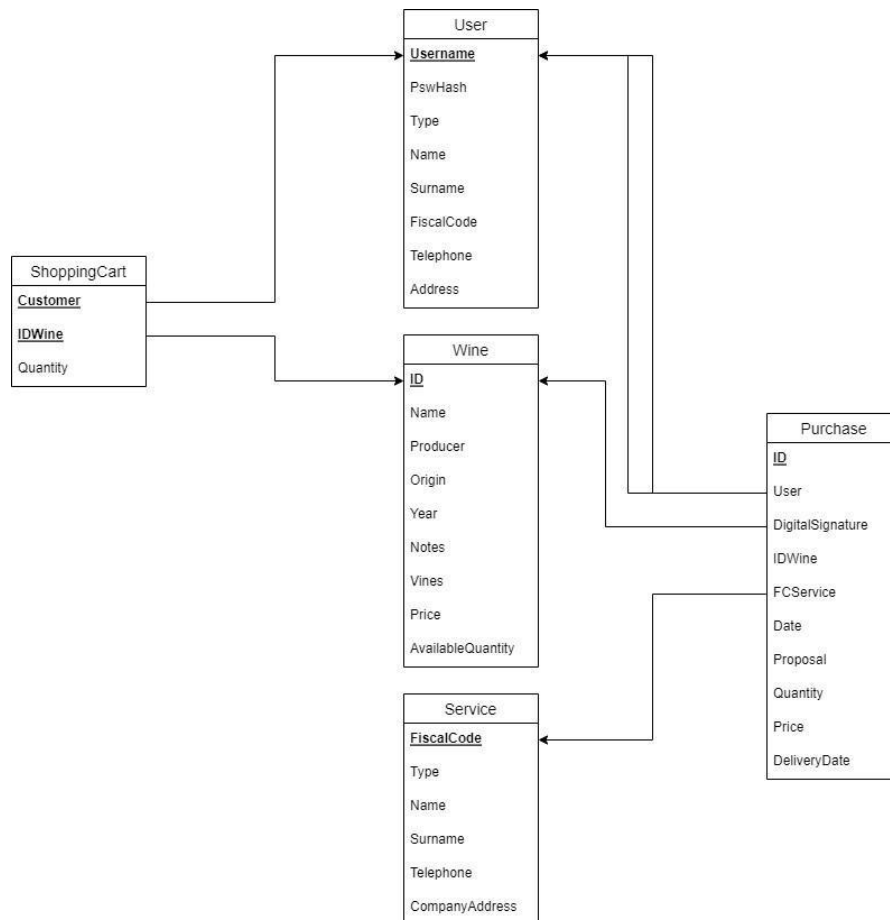 User
Username
PswHash
Type
Name
Surname
FiscalCode
Telephone
Address
ShoppingCart
Customer
IDWine
Quantity
Wine
ID
Name
Producer
Origin
Year
Notes
Vines
Price
AvailableQuantity
Purchase
ID
User
DigitalSignature
IDWine
FCService
Date
Proposal
Quantity
Price
DeliveryDate
Service
FiscalCode
Type
Name
Surname
Telephone
CompanyAddress